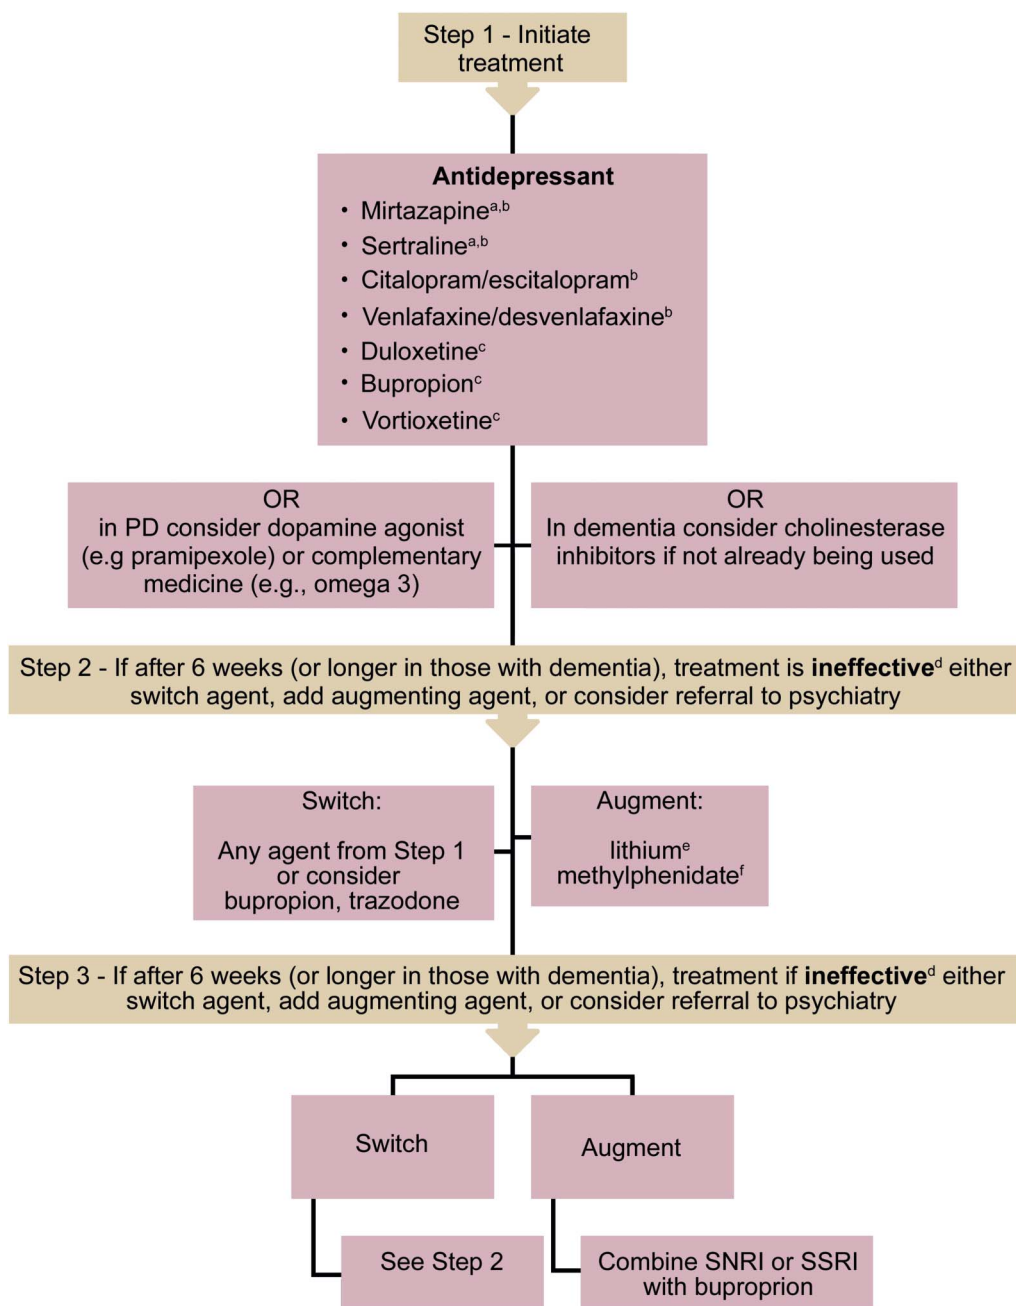 Step 1 - Initiate
treatment
Antidepressant
• Mirtazapineᵃ,ᵇ
• Sertralineᵃ,ᵇ
• Citalopram/escitalopramᵇ
• Venlafaxine/desvenlafaxineᵇ
• Duloxetineᶜ
• Bupropionᶜ
• Vortioxetineᶜ
OR
in PD consider dopamine agonist
(e.g pramipexole) or complementary
medicine (e.g., omega 3)
OR
In dementia consider cholinesterase
inhibitors if not already being used
Step 2 - If after 6 weeks (or longer in those with dementia), treatment is ineffectiveᵈ either
switch agent, add augmenting agent, or consider referral to psychiatry
Switch:
Any agent from Step 1
or consider
bupropion, trazodone
Augment:
lithiumᵉ
methylphenidateᶠ
Step 3 - If after 6 weeks (or longer in those with dementia), treatment if ineffectiveᵈ either
switch agent, add augmenting agent, or consider referral to psychiatry
Switch
Augment
See Step 2
Combine SNRI or SSRI
with buproprion